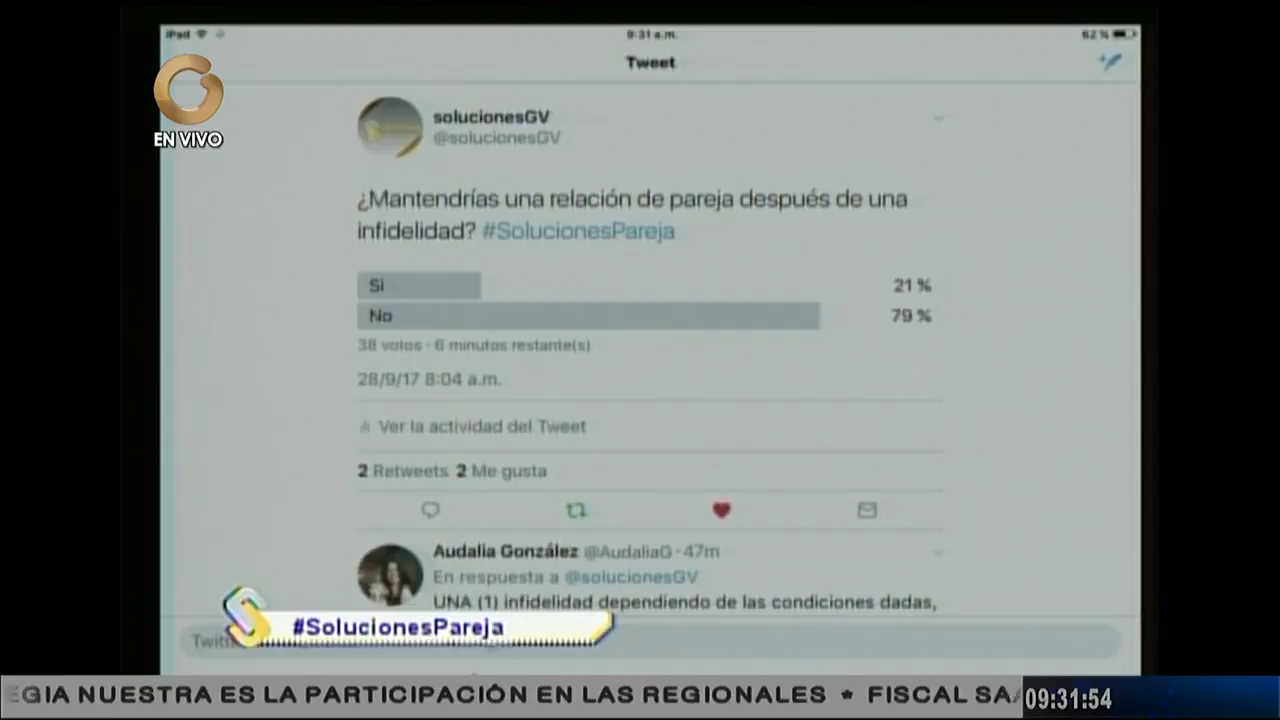 iPad
9:31 a.m.
62 %
Tweet
EN VIVO
solucionesGV
@solucionesGV
¿Mantendrías una relación de pareja después de una
infidelidad? #SolucionesPareja
Si 21 %
No 79 %
38 votos · 6 minutos restante(s)
28/9/17 8:04 a.m.
Ver la actividad del Tweet
2 Retweets 2 Me gusta
Audalia González @AudaliaG · 47m
En respuesta a @solucionesGV
UNA (1) infidelidad dependiendo de las condiciones dadas,
#SolucionesPareja
EGIA NUESTRA ES LA PARTICIPACIÓN EN LAS REGIONALES * FISCAL SA
09:31:54